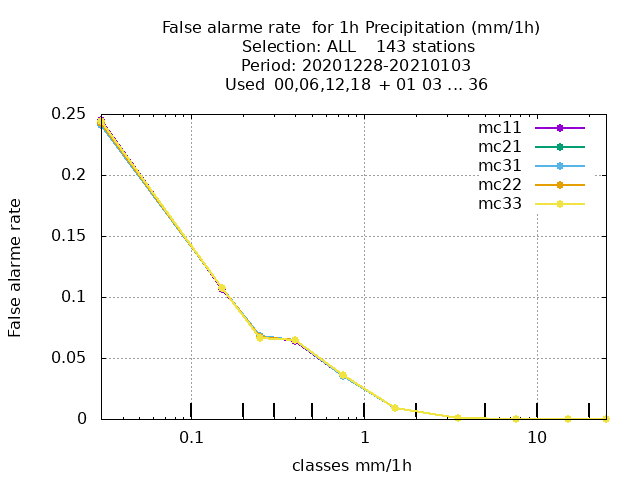 False alarme rate  for 1h Precipitation (mm/1h)
Selection: ALL    143 stations
Period: 20201228-20210103
Used  00,06,12,18  + 01 03 ... 36
0.25
0.2
0.15
0.1
0.05
0
False alarme rate
mc11
mc21
mc31
mc22
mc33
0.1
1
10
classes mm/1h